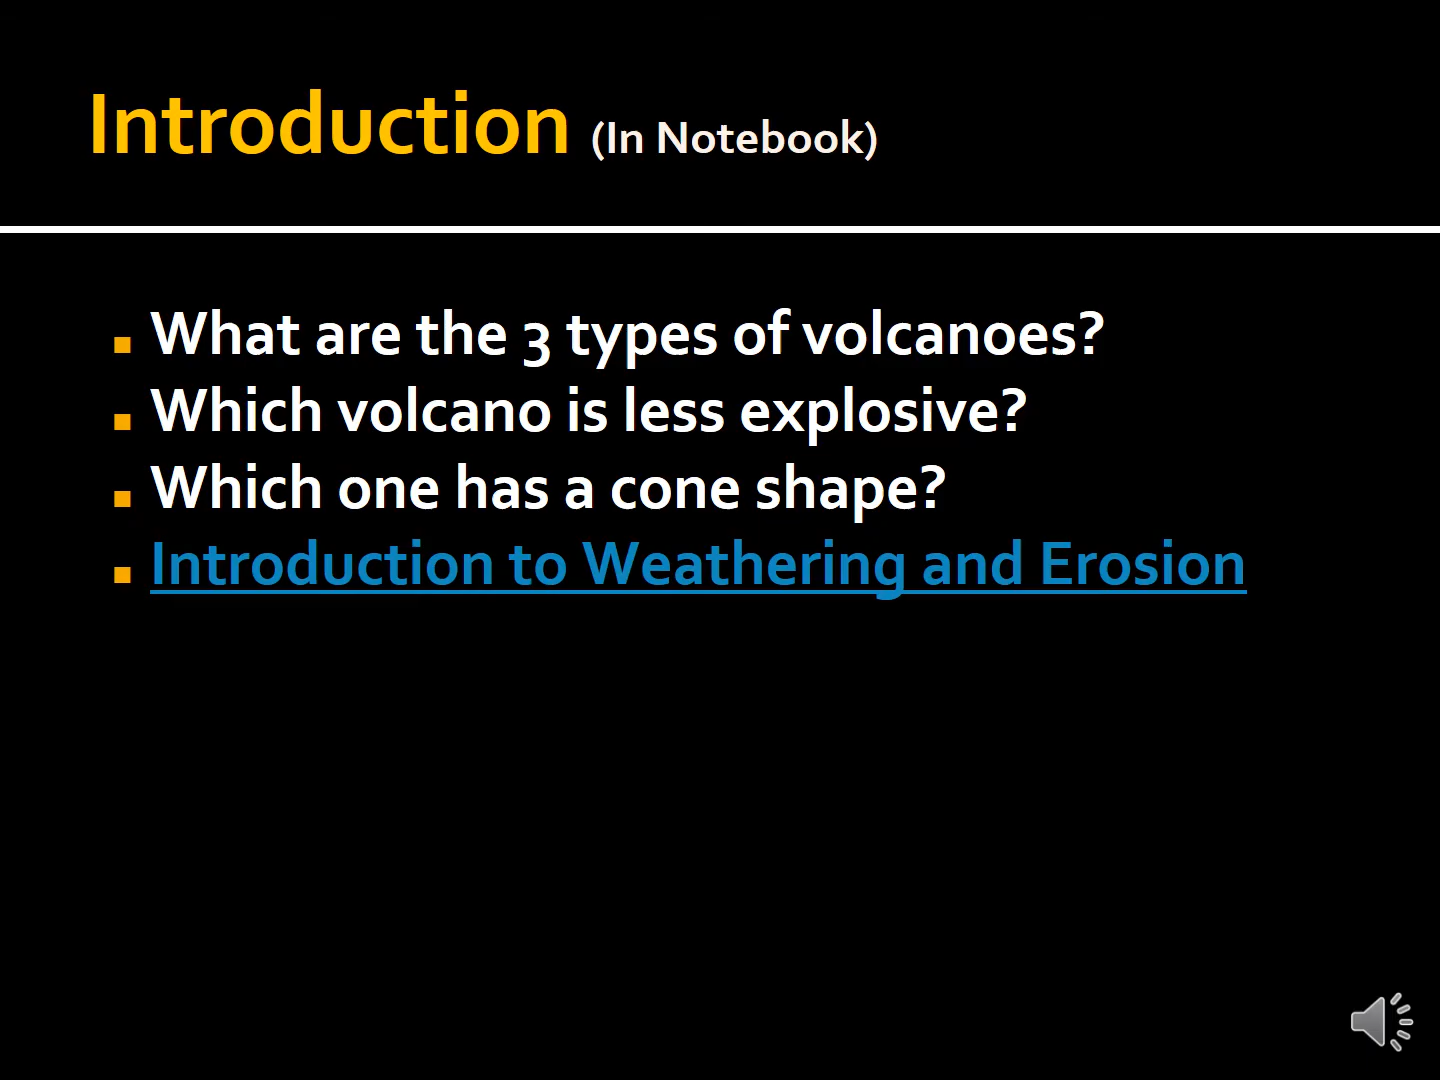 Introduction (In Notebook)
What are the 3 types of volcanoes?
Which volcano is less explosive?
Which one has a cone shape?
Introduction to Weathering and Erosion